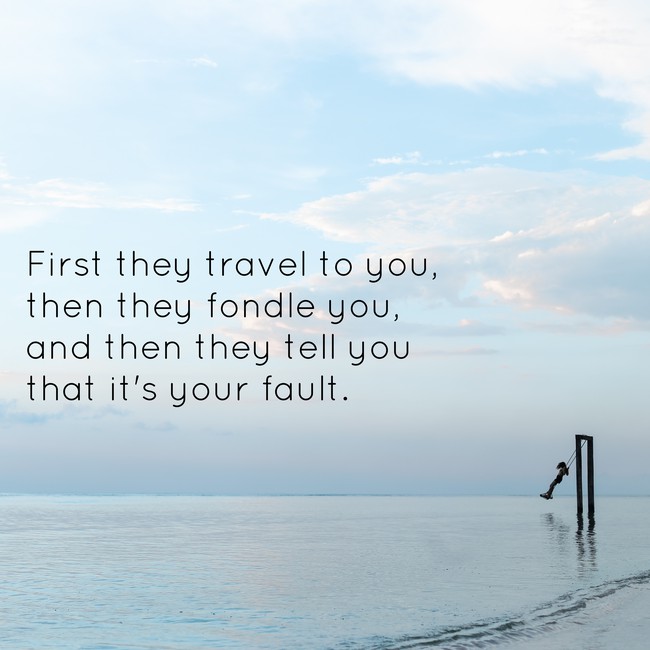 First they travel to you,
then they fondle you,
and then they tell you
that it's your fault.